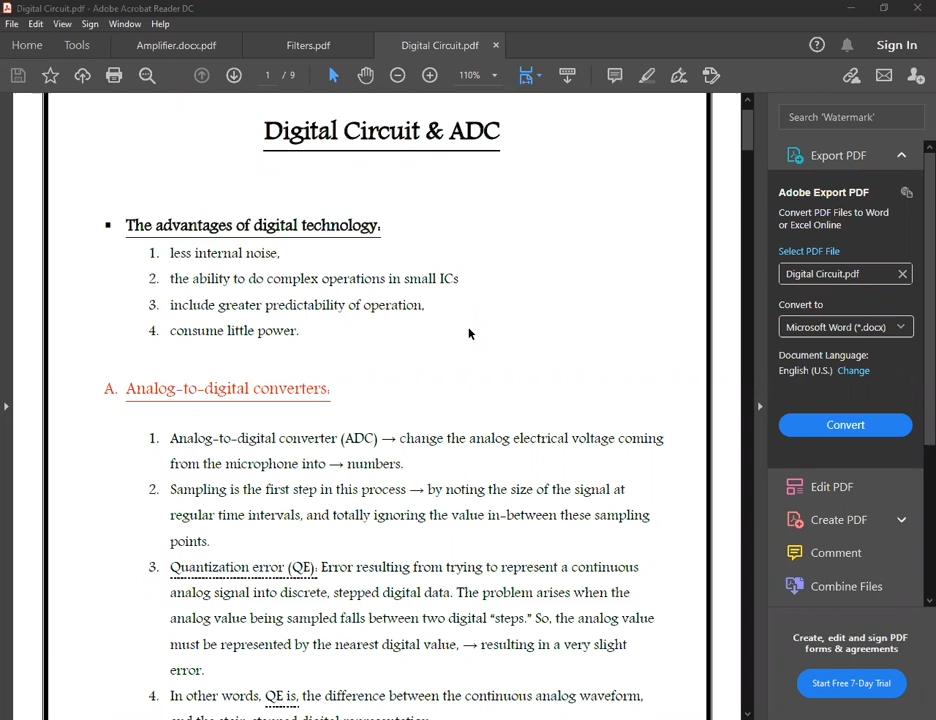 Digital Circuit.pdf - Adobe Acrobat Reader DC
File Edit View Sign Window Help
Home Tools Amplifier.docx.pdf Filters.pdf Digital Circuit.pdf × Sign In
1 / 9 110%
Digital Circuit & ADC
▪ The advantages of digital technology:
1. less internal noise,
2. the ability to do complex operations in small ICs
3. include greater predictability of operation,
4. consume little power.
A. Analog-to-digital converters:
1. Analog-to-digital converter (ADC) → change the analog electrical voltage coming
from the microphone into → numbers.
2. Sampling is the first step in this process → by noting the size of the signal at
regular time intervals, and totally ignoring the value in-between these sampling
points.
3. Quantization error (QE): Error resulting from trying to represent a continuous
analog signal into discrete, stepped digital data. The problem arises when the
analog value being sampled falls between two digital “steps.” So, the analog value
must be represented by the nearest digital value, → resulting in a very slight
error.
4. In other words, QE is, the difference between the continuous analog waveform,
and the stair-stepped digital representation.
Search 'Watermark'
Export PDF
Adobe Export PDF
Convert PDF Files to Word
or Excel Online
Select PDF File
Digital Circuit.pdf
Convert to
Microsoft Word (*.docx)
Document Language:
English (U.S.) Change
Convert
Edit PDF
Create PDF
Comment
Combine Files
Create, edit and sign PDF
forms & agreements
Start Free 7-Day Trial